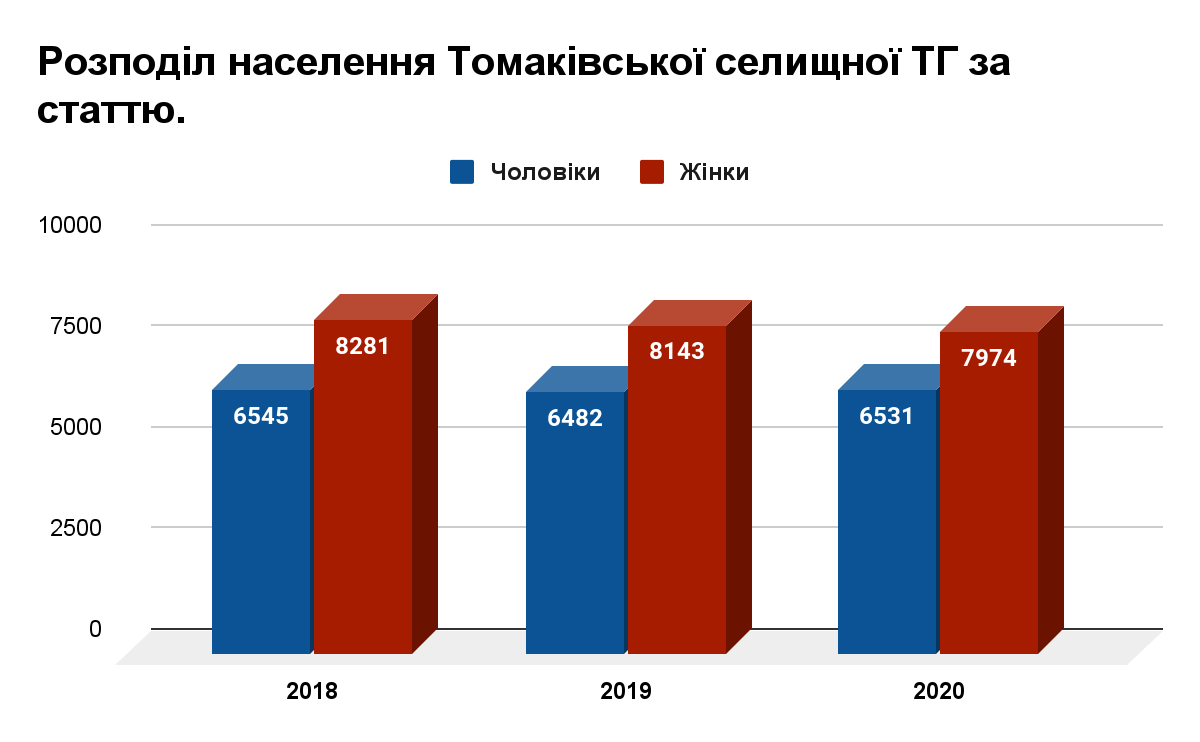 Розподіл населення Томаківської селищної ТГ за
статтю.
Чоловіки Жінки
10000
7500
5000
2500
0
6545 8281 6482 8143 6531 7974
2018 2019 2020